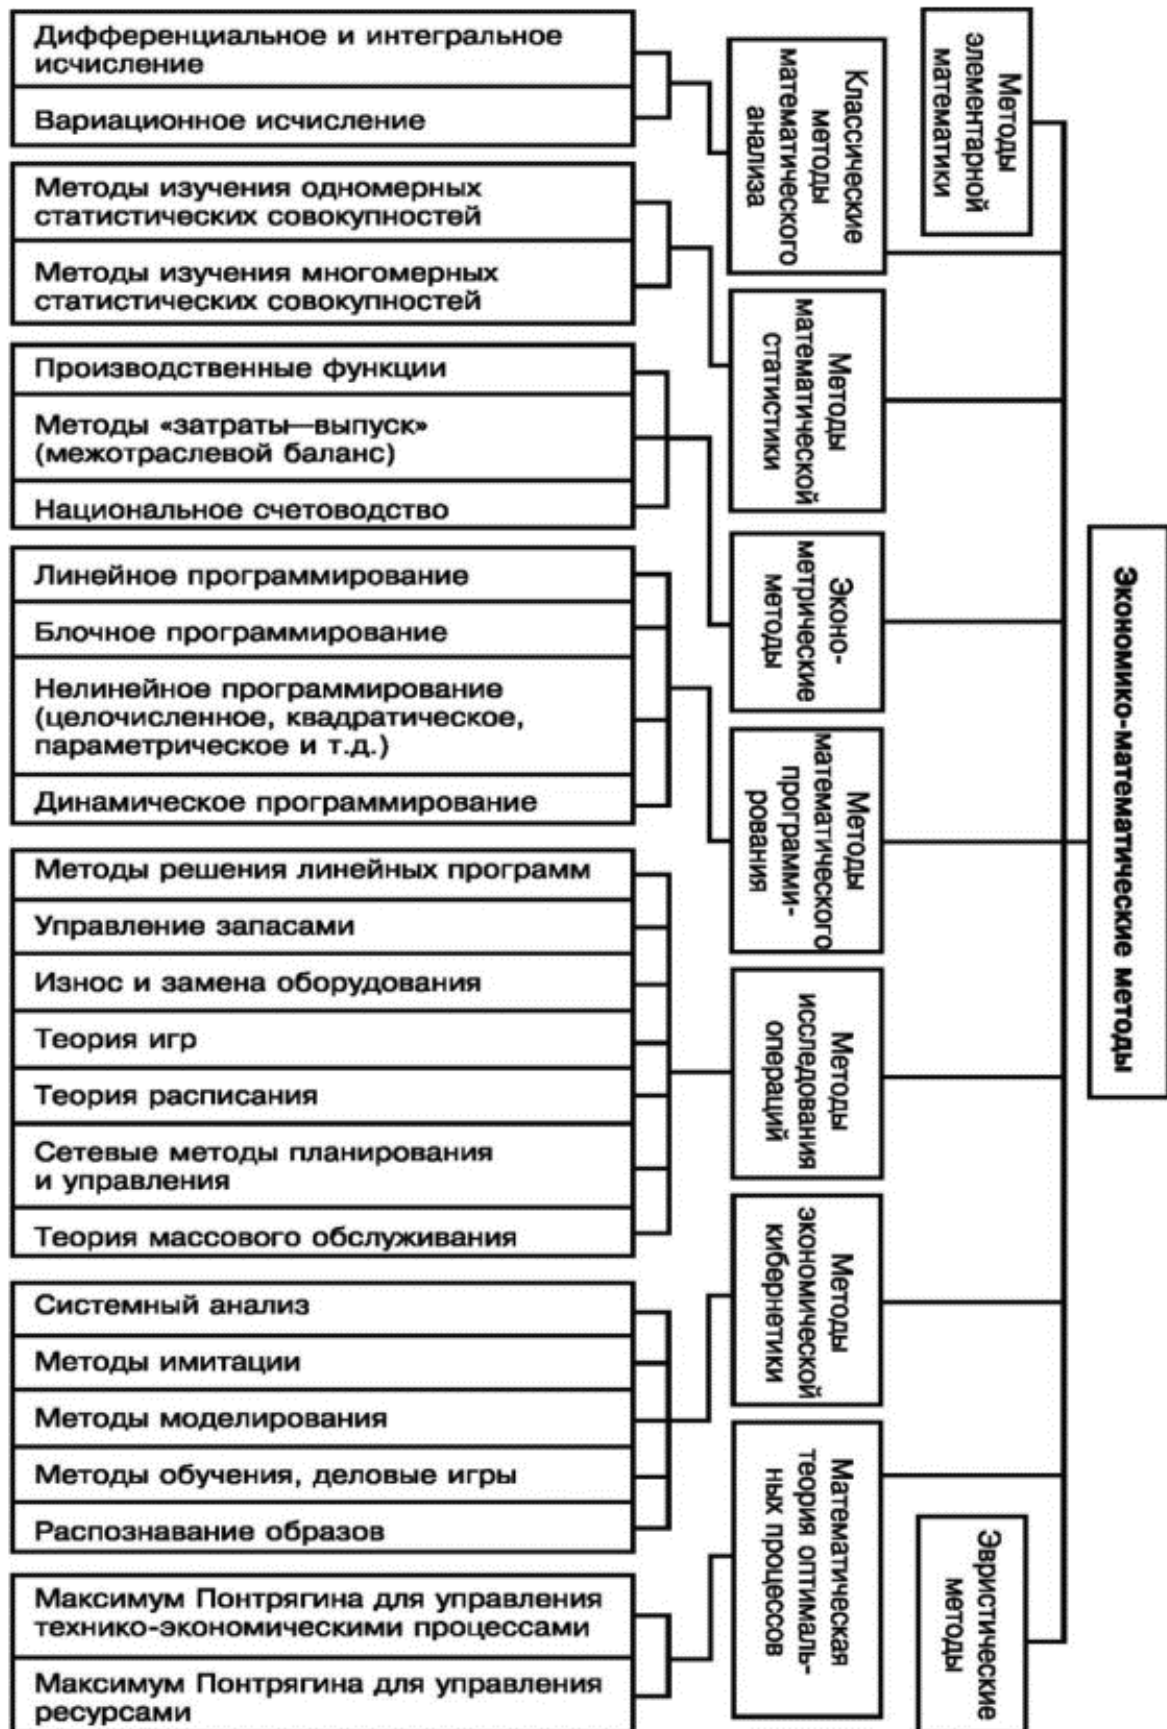 Экономико-математические методы
Методы
элементарной
математики
Классические
методы
математического
анализа
Дифференциальное и интегральное
исчисление
Вариационное исчисление
Методы
математической
статистики
Методы изучения одномерных
статистических совокупностей
Методы изучения многомерных
статистических совокупностей
Эконо-
метрические
методы
Производственные функции
Методы «затраты—выпуск»
(межотраслевой баланс)
Национальное счетоводство
Методы
математического
программи-
рования
Линейное программирование
Блочное программирование
Нелинейное программирование
(целочисленное, квадратическое,
параметрическое и т.д.)
Динамическое программирование
Методы
исследования
операций
Методы решения линейных программ
Управление запасами
Износ и замена оборудования
Теория игр
Теория расписания
Сетевые методы планирования
и управления
Теория массового обслуживания
Методы
экономической
кибернетики
Системный анализ
Методы имитации
Методы моделирования
Методы обучения, деловые игры
Распознавание образов
Математическая
теория оптималь-
ных процессов
Максимум Понтрягина для управления
технико-экономическими процессами
Максимум Понтрягина для управления
ресурсами
Эвристические
методы